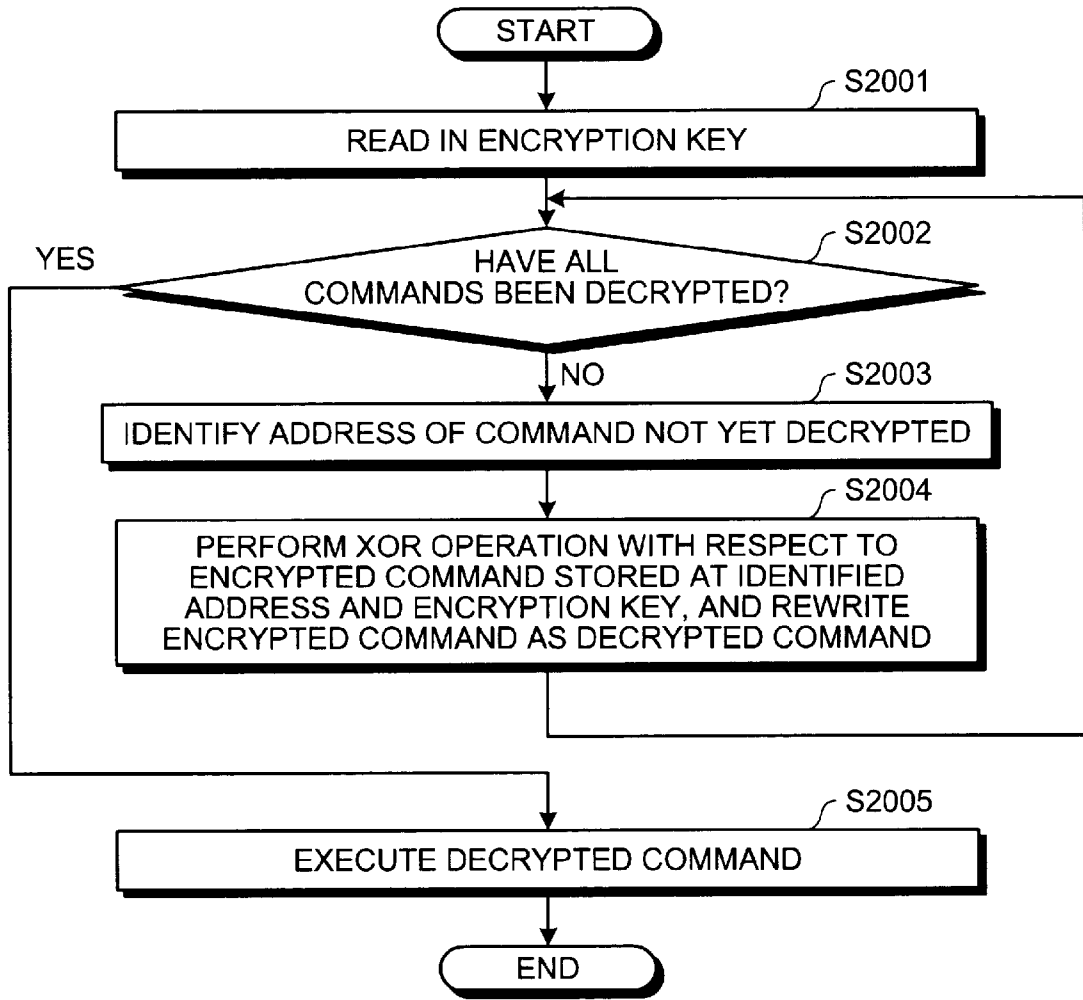 START
S2001
READ IN ENCRYPTION KEY
S2002
YES
HAVE ALL
COMMANDS BEEN DECRYPTED?
NO
S2003
IDENTIFY ADDRESS OF COMMAND NOT YET DECRYPTED
S2004
PERFORM XOR OPERATION WITH RESPECT TO
ENCRYPTED COMMAND STORED AT IDENTIFIED
ADDRESS AND ENCRYPTION KEY, AND REWRITE
ENCRYPTED COMMAND AS DECRYPTED COMMAND
S2005
EXECUTE DECRYPTED COMMAND
END